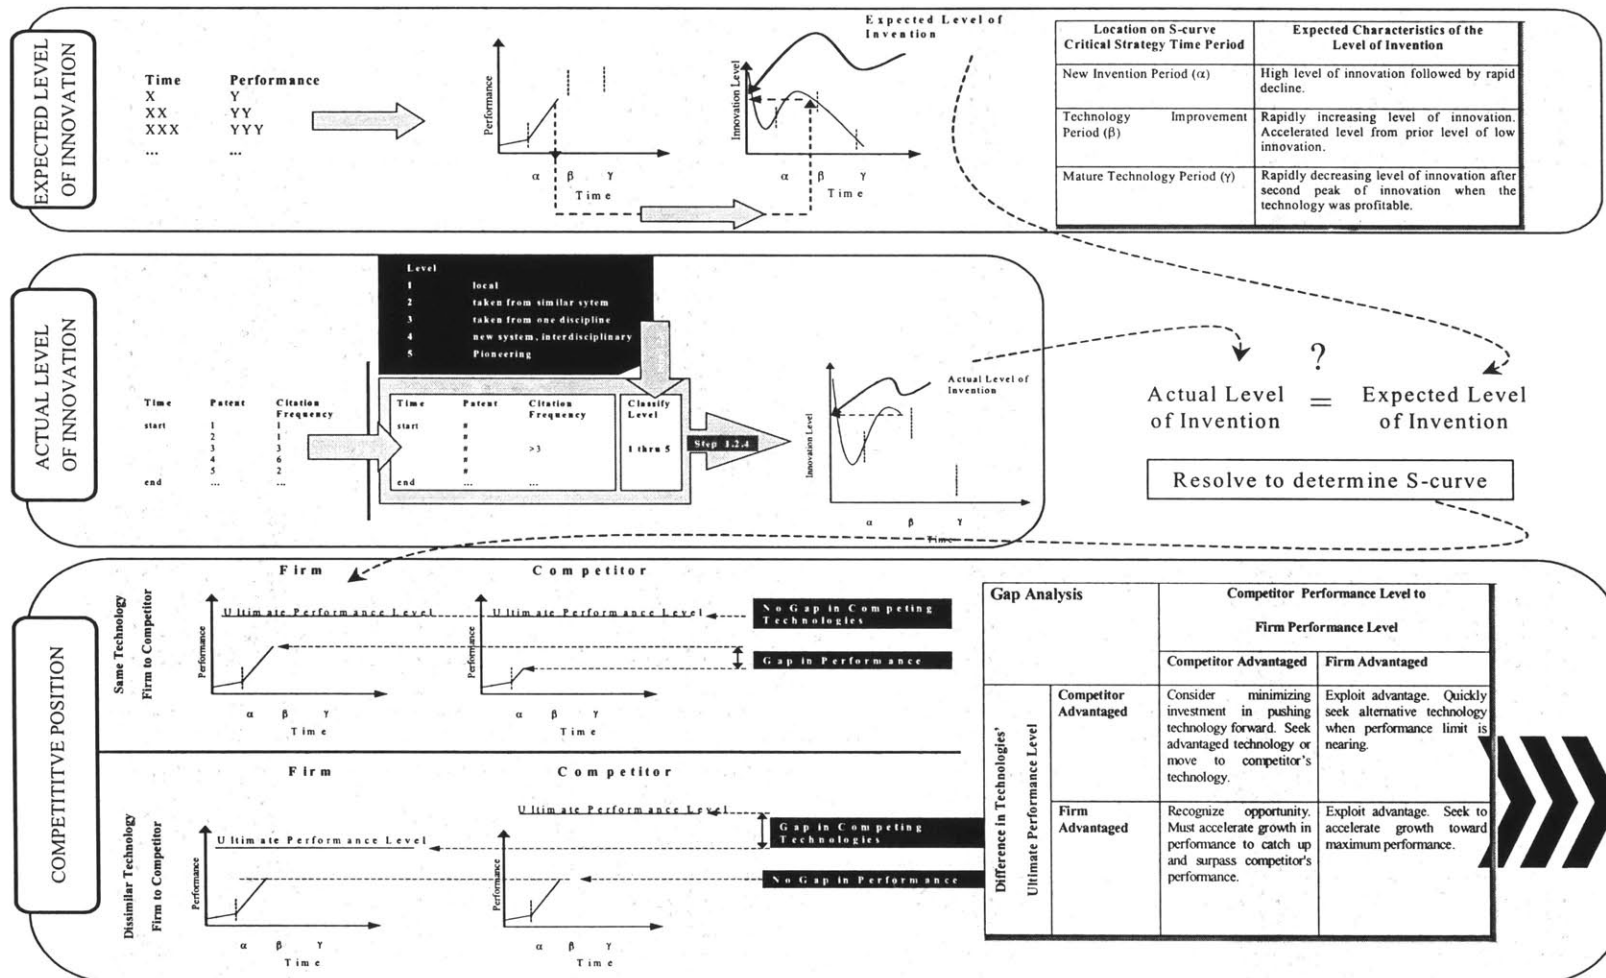 EXPECTED LEVEL
OF INNOVATION
Time Performance
X Y
XX YY
XXX YYY
... ...
Performance
α β γ
Time
Expected Level of
Invention
Innovation Level
α β γ
Time
Location on S-curve
Critical Strategy Time Period
Expected Characteristics of the
Level of Invention
New Invention Period (α)
High level of innovation followed by rapid
decline.
Technology Improvement
Period (β)
Rapidly increasing level of innovation.
Accelerated level from prior level of low
innovation.
Mature Technology Period (γ)
Rapidly decreasing level of innovation after
second peak of innovation when the
technology was profitable.
ACTUAL LEVEL
OF INNOVATION
Level
1 local
2 taken from similar sytem
3 taken from one discipline
4 new system, interdisciplinary
5 Pioneering
Time Patent Citation
Frequency
start 1 1
2 1
3 3
4 6
5 2
end ... ...
Time Patent Citation
Frequency
start #
#
# >3
#
#
end ... ...
Classify
Level
1 thru 5
Step 3.2.4
Actual Level of
Invention
Innovation Level
α β γ
Time
?
Actual Level
of Invention
=
Expected Level
of Invention
Resolve to determine S-curve
COMPETITIVE POSITION
Same Technology
Firm to Competitor
Firm Competitor
Ultimate Performance Level
Performance
α β γ
Time
Ultimate Performance Level
Performance
α β γ
Time
No Gap in Competing
Technologies
Gap in Performance
Dissimilar Technology
Firm to Competitor
Firm Competitor
Ultimate Performance Level
Performance
α β γ
Time
Ultimate Performance Level
Performance
α β γ
Time
Gap in Competing
Technologies
No Gap in Performance
Gap Analysis
Competitor Performance Level to
Firm Performance Level
Competitor Advantaged Firm Advantaged
Difference in Technologies'
Ultimate Performance Level
Competitor
Advantaged
Consider minimizing
investment in pushing
technology forward. Seek
advantaged technology or
move to competitor's
technology.
Exploit advantage. Quickly
seek alternative technology
when performance limit is
nearing.
Firm
Advantaged
Recognize opportunity.
Must accelerate growth in
performance to catch up
and surpass competitor's
performance.
Exploit advantage. Seek to
accelerate growth toward
maximum performance.